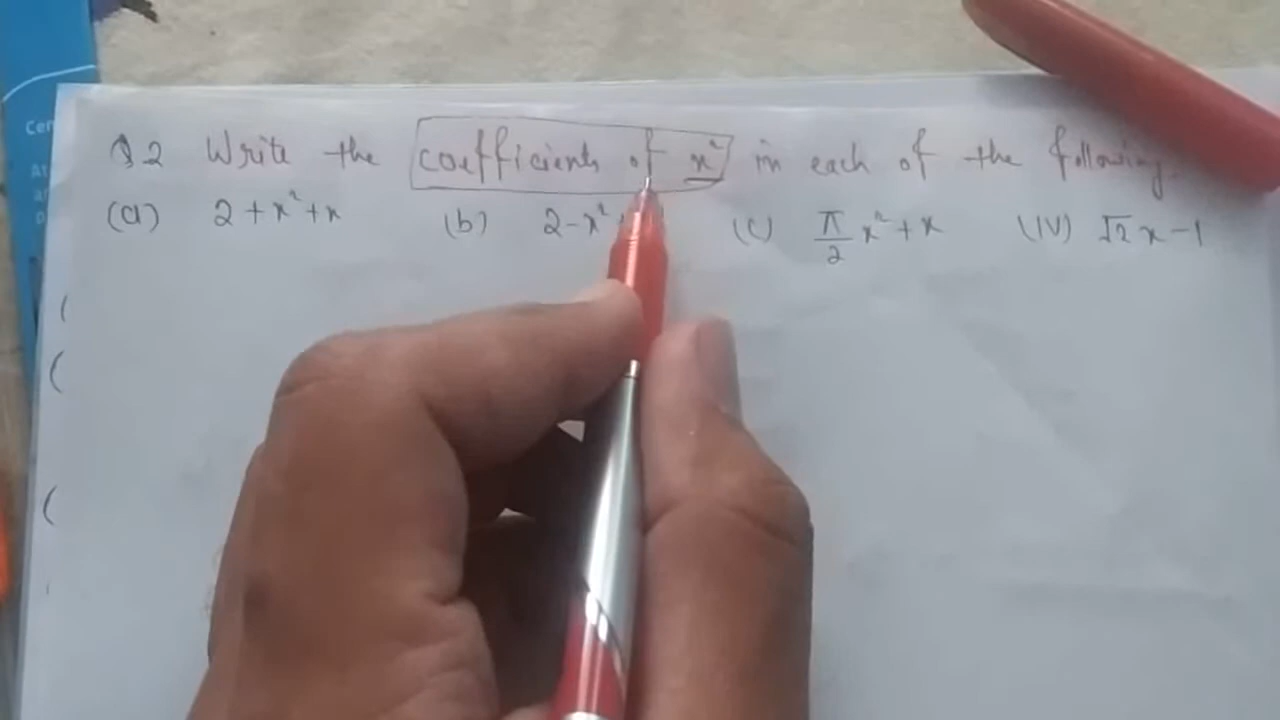 Q2 Write the coefficients of x² in each of the following.
(a) 2+x²+x (b) 2-x² (c) π/2 x²+x (IV) √2x-1